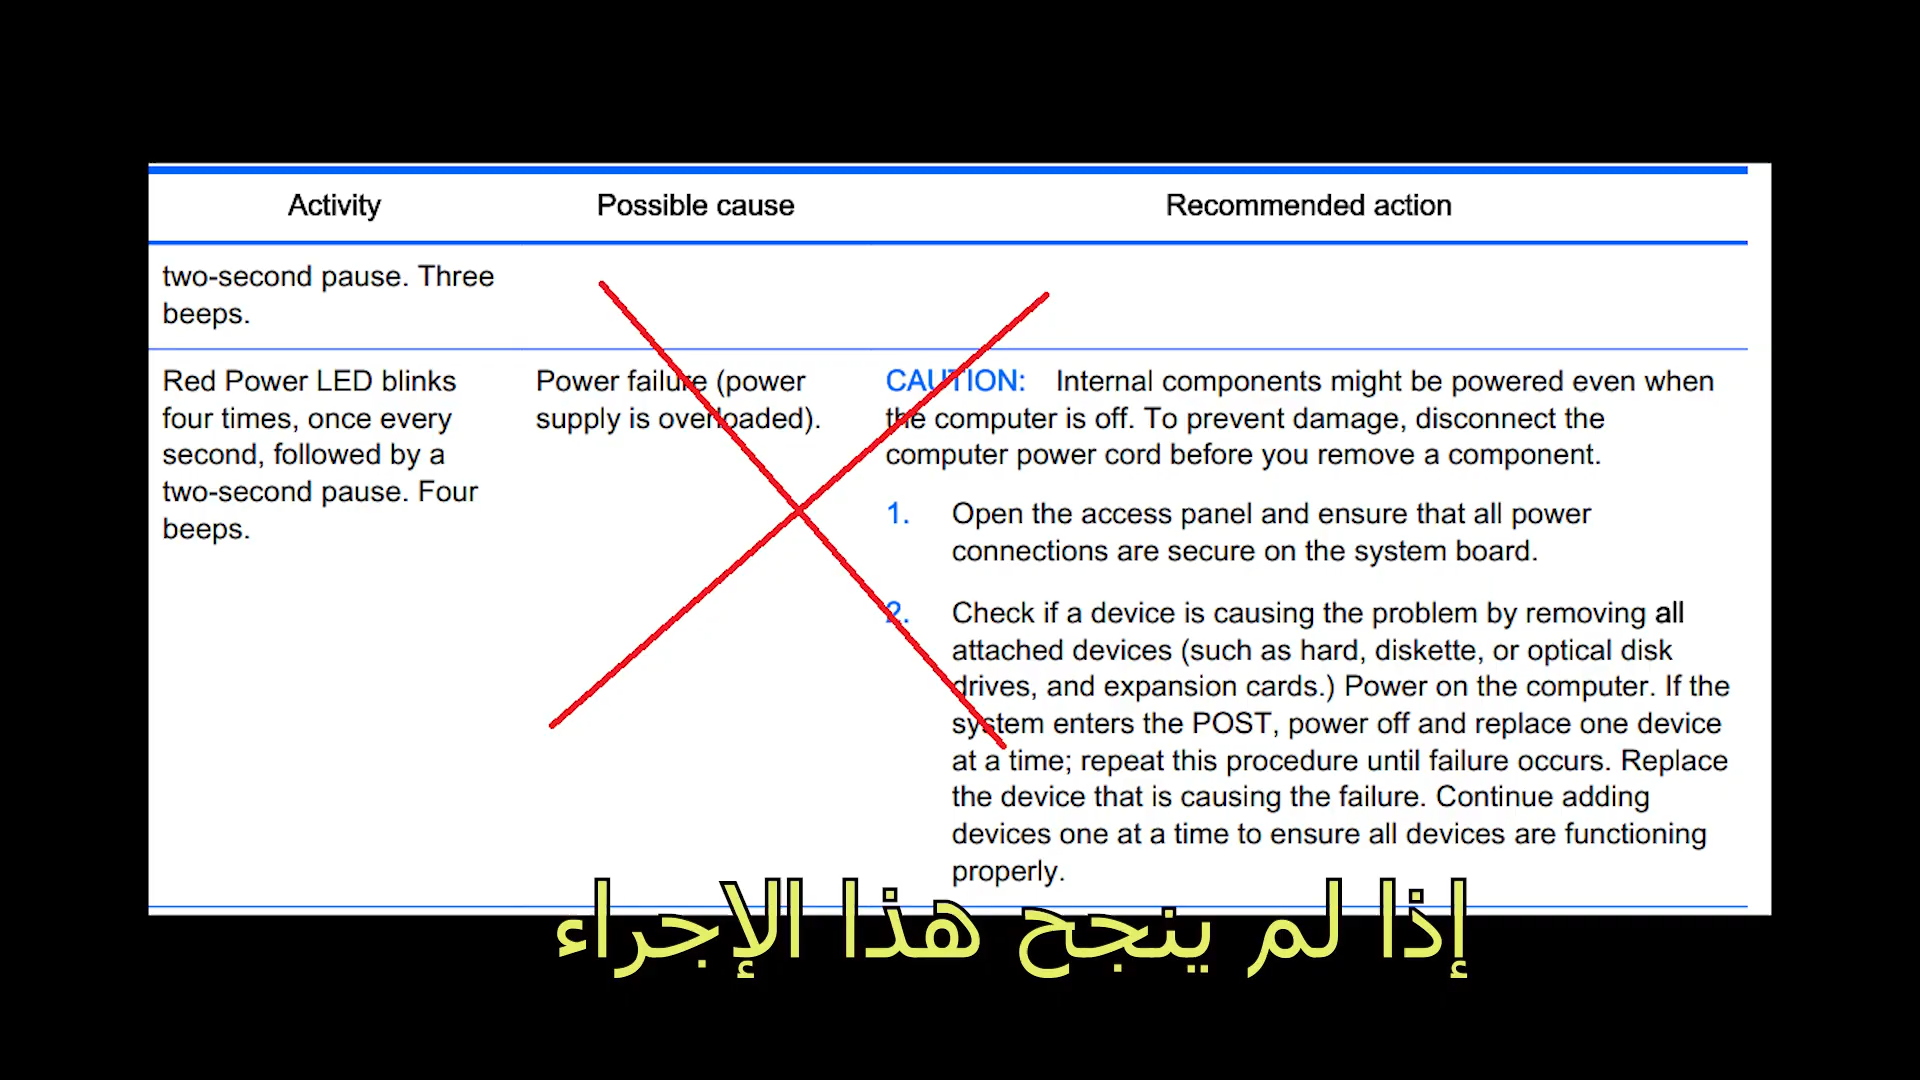 Activity Possible cause Recommended action
two-second pause. Three
beeps.
Red Power LED blinks
four times, once every
second, followed by a
two-second pause. Four
beeps.
Power failure (power
supply is overloaded).
CAUTION: Internal components might be powered even when
the computer is off. To prevent damage, disconnect the
computer power cord before you remove a component.
1. Open the access panel and ensure that all power
connections are secure on the system board.
2. Check if a device is causing the problem by removing all
attached devices (such as hard, diskette, or optical disk
drives, and expansion cards.) Power on the computer. If the
system enters the POST, power off and replace one device
at a time; repeat this procedure until failure occurs. Replace
the device that is causing the failure. Continue adding
devices one at a time to ensure all devices are functioning
properly.
إذا لم ينجح هذا الإجراء